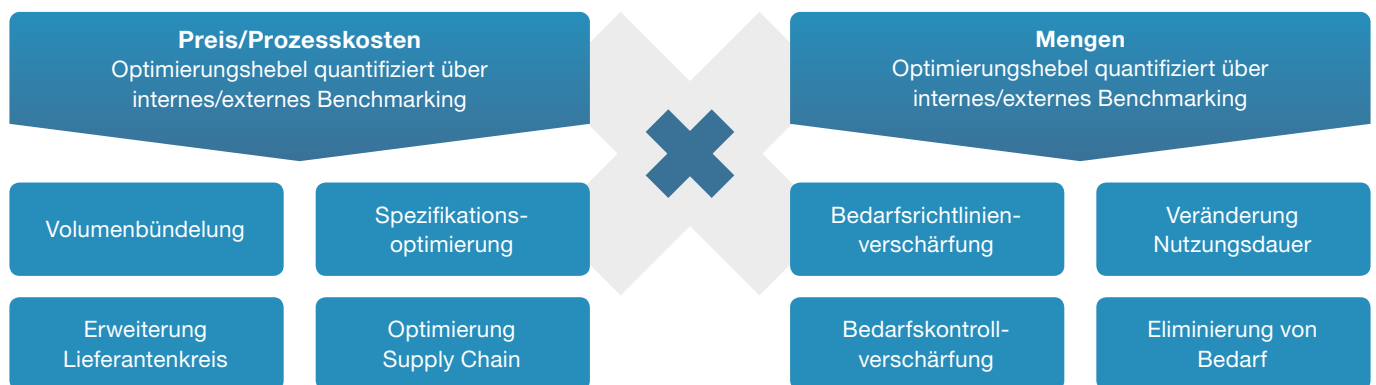 Preis/Prozesskosten
Optimierungshebel quantifiziert über
internes/externes Benchmarking
Mengen
Optimierungshebel quantifiziert über
internes/externes Benchmarking
Volumenbündelung
Spezifikations-
optimierung
Bedarfsrichtlinien-
verschärfung
Veränderung
Nutzungsdauer
Erweiterung
Lieferantenkreis
Optimierung
Supply Chain
Bedarfskontroll-
verschärfung
Eliminierung von
Bedarf